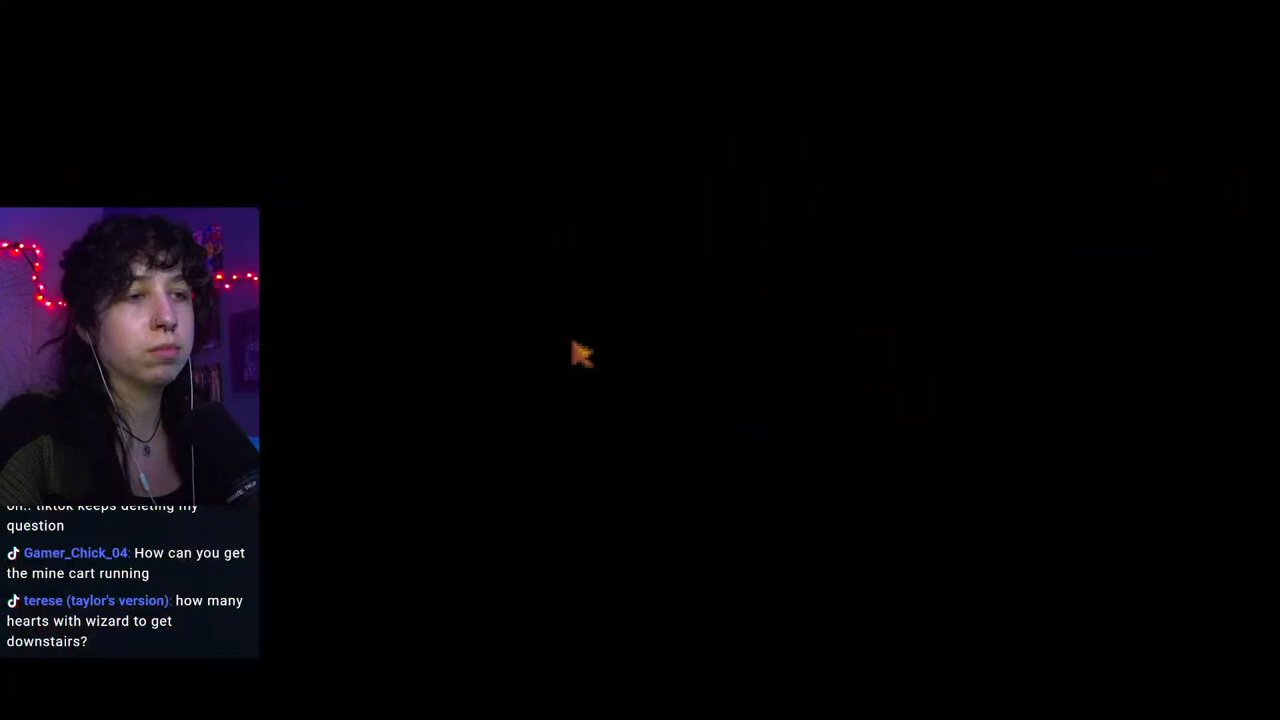 on.. tiktok keeps deleting my
question
Gamer_Chick_04: How can you get
the mine cart running
terese (taylor's version): how many
hearts with wizard to get
downstairs?